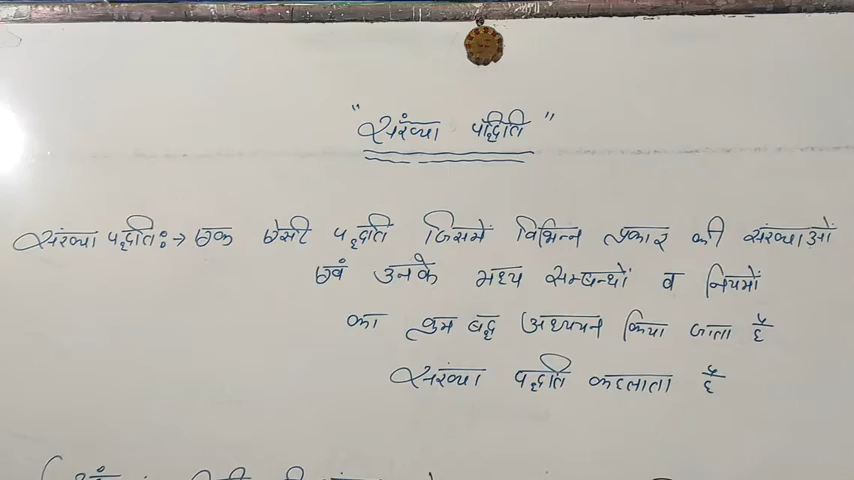 "संख्या पद्धति"
संख्या पद्धति:→ एक ऐसी पद्धति जिसमें विभिन्न प्रकार की संख्याओं
एवं उनके मध्य सम्बन्धों व नियमों
का क्रम बद्ध अध्ययन किया जाता है
संख्या पद्धति कहलाता है